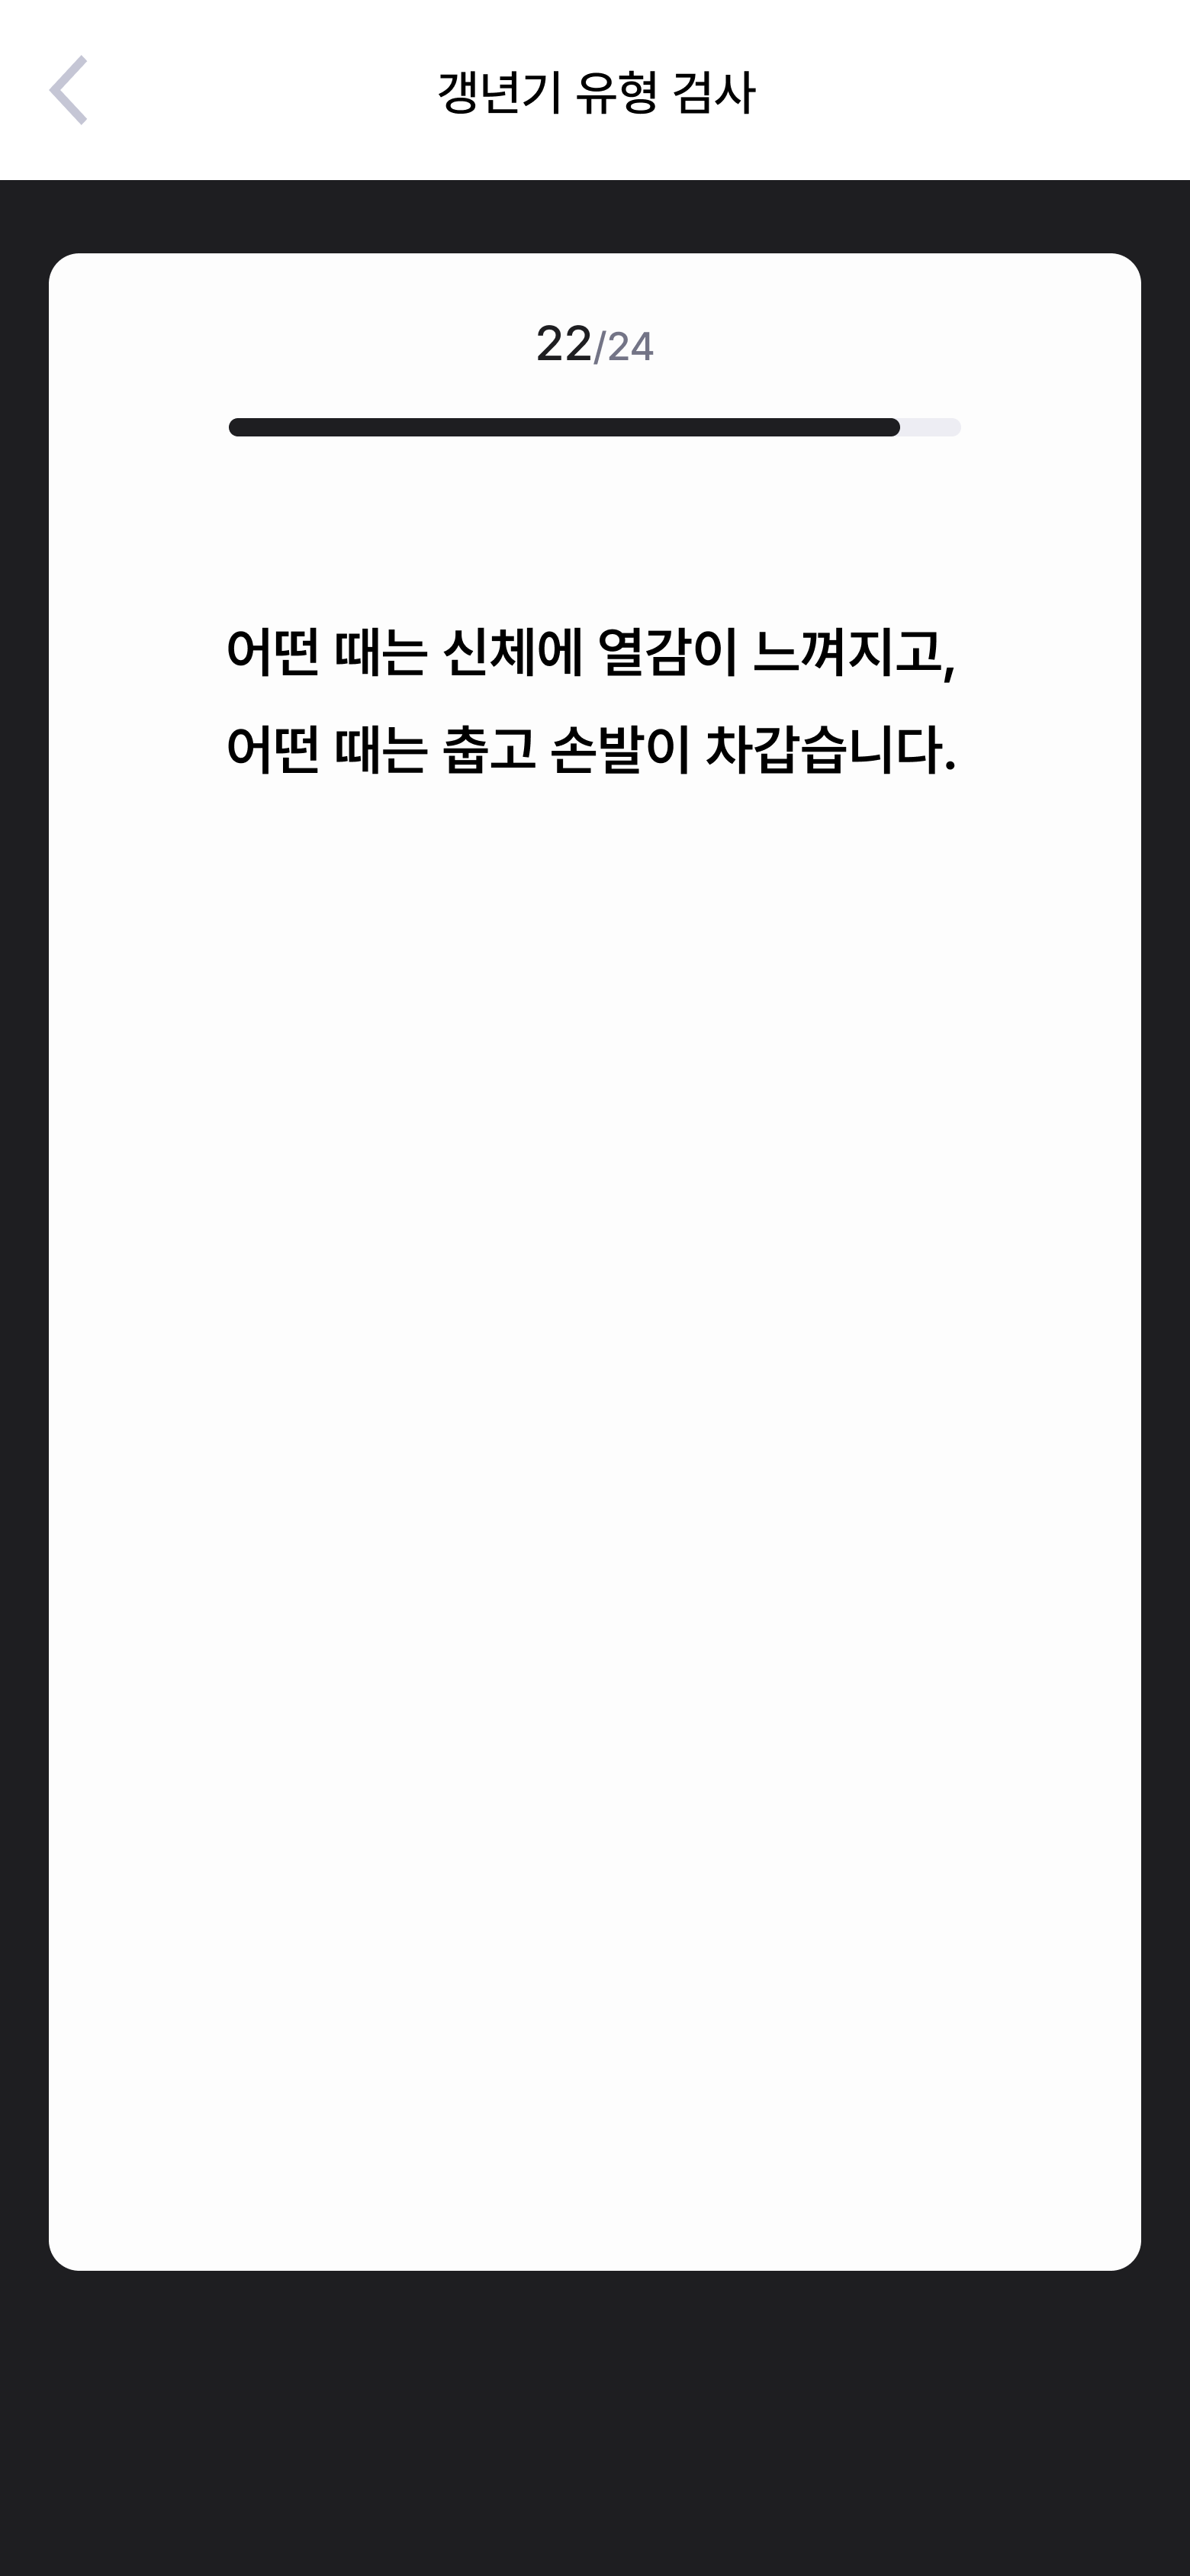 갱년기 유형 검사
22/24
어떤 때는 신체에 열감이 느껴지고,
어떤 때는 춥고 손발이 차갑습니다.